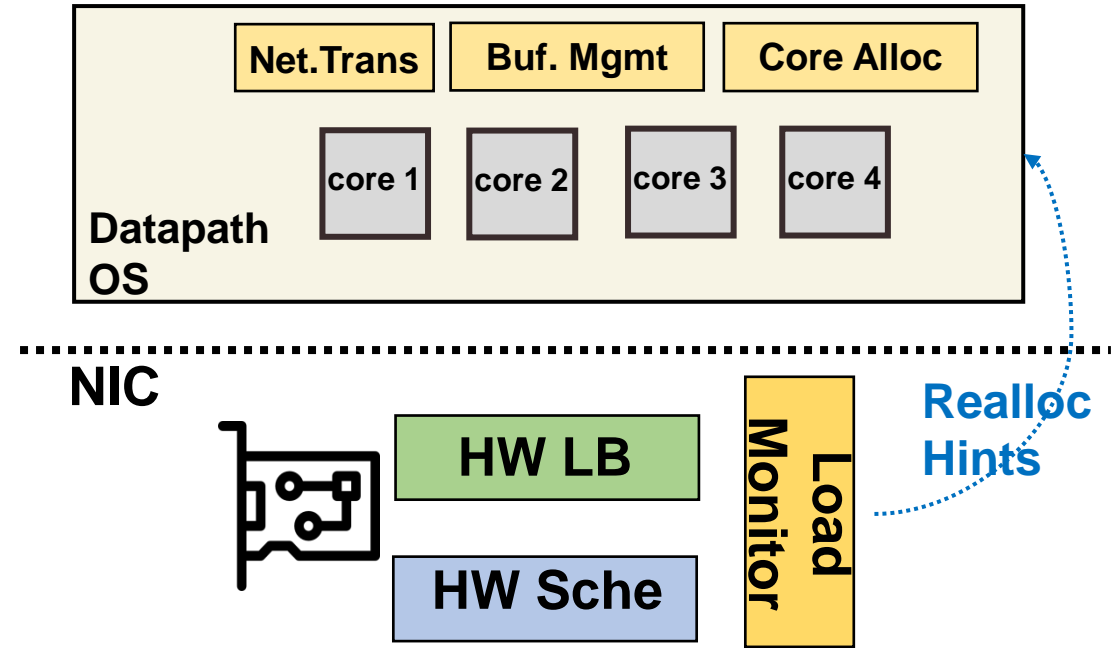 Net.Trans
Buf. Mgmt
Core Alloc
core 1
core 2
core 3
core 4
Datapath
OS
NIC
HW LB
HW Sche
Load
Monitor
Realloc
Hints